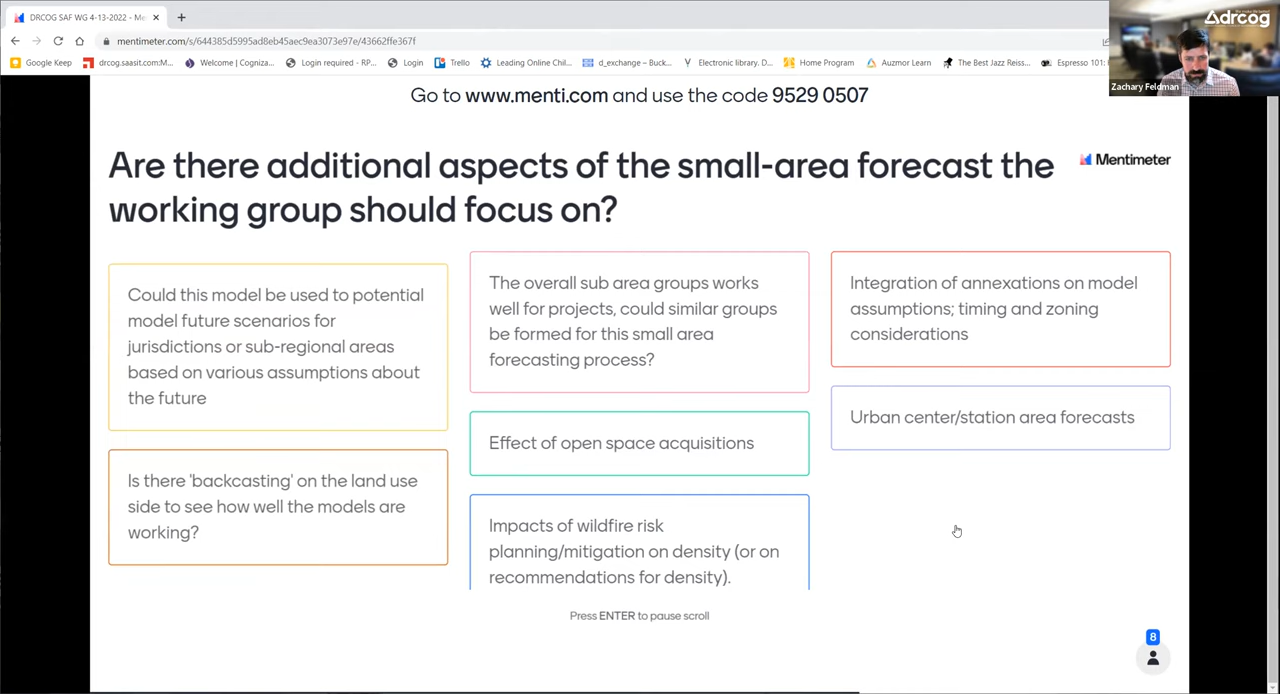 DRCOG SAF WG 4-13-2022 - Me
mentimeter.com/s/644385d5995ad8eb45aec9ea3073e97e/43662ffe367f
Google Keep
drcog.saasit.com:M...
Welcome | Cogniza...
Login required - RP...
Login
Trello
Leading Online Chil...
d_exchange – Buck...
Electronic library. D...
Home Program
Auzmor Learn
The Best Jazz Reiss...
Espresso 101:
drcog
Zachary Feldman
Go to www.menti.com and use the code 9529 0507
Are there additional aspects of the small-area forecast the
working group should focus on?
Mentimeter
Could this model be used to potential
model future scenarios for
jurisdictions or sub-regional areas
based on various assumptions about
the future
Is there 'backcasting' on the land use
side to see how well the models are
working?
The overall sub area groups works
well for projects, could similar groups
be formed for this small area
forecasting process?
Effect of open space acquisitions
Impacts of wildfire risk
planning/mitigation on density (or on
recommendations for density).
Integration of annexations on model
assumptions; timing and zoning
considerations
Urban center/station area forecasts
Press ENTER to pause scroll
8